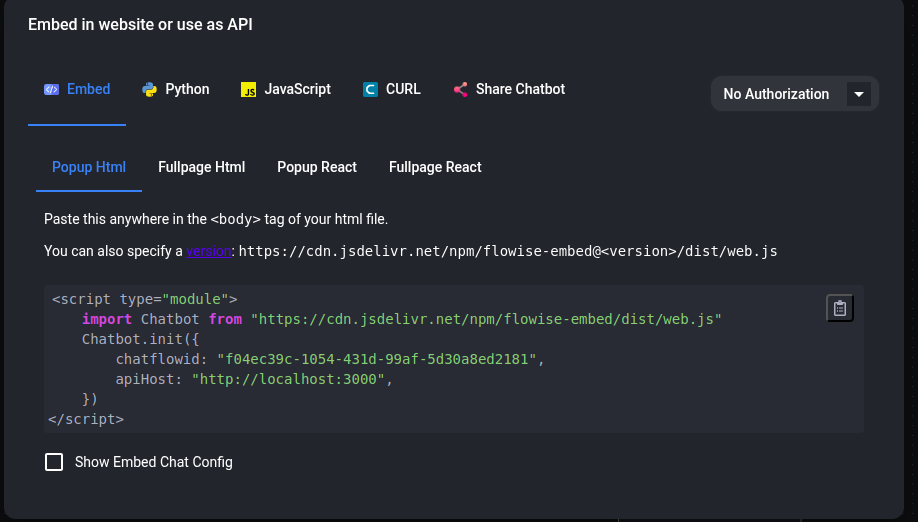 Embed in website or use as API
Embed Python JavaScript CURL Share Chatbot No Authorization
Popup Html Fullpage Html Popup React Fullpage React
Paste this anywhere in the <body> tag of your html file.
You can also specify a version: https://cdn.jsdelivr.net/npm/flowise-embed@<version>/dist/web.js
<script type="module">
    import Chatbot from "https://cdn.jsdelivr.net/npm/flowise-embed/dist/web.js"
    Chatbot.init({
        chatflowid: "f04ec39c-1054-431d-99af-5d30a8ed2181",
        apiHost: "http://localhost:3000",
    })
</script>
Show Embed Chat Config